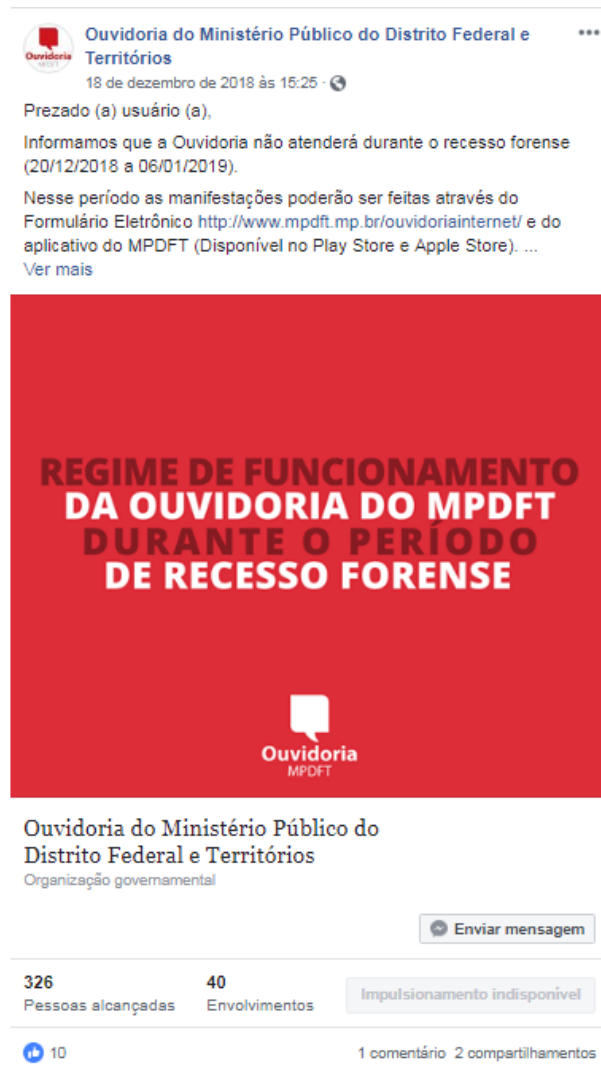 Ouvidoria do Ministério Público do Distrito Federal e
Territórios
18 de dezembro de 2018 às 15:25 ·
Prezado (a) usuário (a),
Informamos que a Ouvidoria não atenderá durante o recesso forense
(20/12/2018 a 06/01/2019).
Nesse período as manifestações poderão ser feitas através do
Formulário Eletrônico http://www.mpdft.mp.br/ouvidoriainternet/ e do
aplicativo do MPDFT (Disponível no Play Store e Apple Store). ...
Ver mais
Ouvidoria
MPDFT
REGIME DE FUNCIONAMENTO
DA OUVIDORIA DO MPDFT
DURANTE O PERÍODO
DE RECESSO FORENSE
Ouvidoria
MPDFT
Ouvidoria do Ministério Público do
Distrito Federal e Territórios
Organização governamental
Enviar mensagem
326
Pessoas alcançadas
40
Envolvimentos
Impulsionamento indisponível
10
1 comentário 2 compartilhamentos